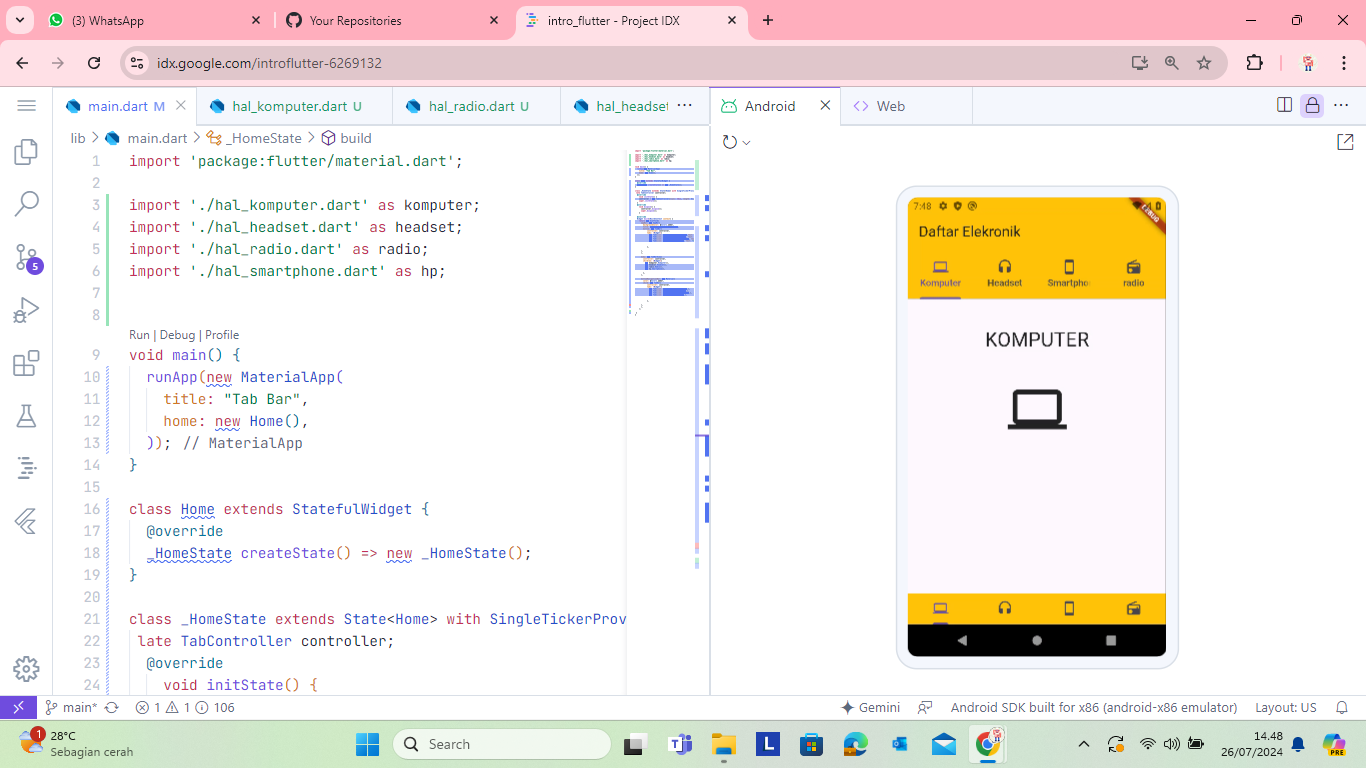 (3) WhatsApp
Your Repositories
intro_flutter - Project IDX
idx.google.com/introflutter-6269132
main.dart M
hal_komputer.dart U
hal_radio.dart U
hal_headset
Android
Web
lib > main.dart > _HomeState > build
1 import 'package:flutter/material.dart';
2
3 import './hal_komputer.dart' as komputer;
4 import './hal_headset.dart' as headset;
5 import './hal_radio.dart' as radio;
6 import './hal_smartphone.dart' as hp;
7
8
Run | Debug | Profile
9 void main() {
10 runApp(new MaterialApp(
11 title: "Tab Bar",
12 home: new Home(),
13 )); // MaterialApp
14 }
15
16 class Home extends StatefulWidget {
17 @override
18 _HomeState createState() => new _HomeState();
19 }
20
21 class _HomeState extends State<Home> with SingleTickerProv
22 late TabController controller;
23 @override
24 void initState() {
5
7:48
DEBUG
Daftar Elekronik
Komputer
Headset
Smartpho
radio
KOMPUTER
main*
1
1
106
Gemini
Android SDK built for x86 (android-x86 emulator)
Layout: US
1
28°C
Sebagian cerah
Search
L
PRE
14.48
26/07/2024